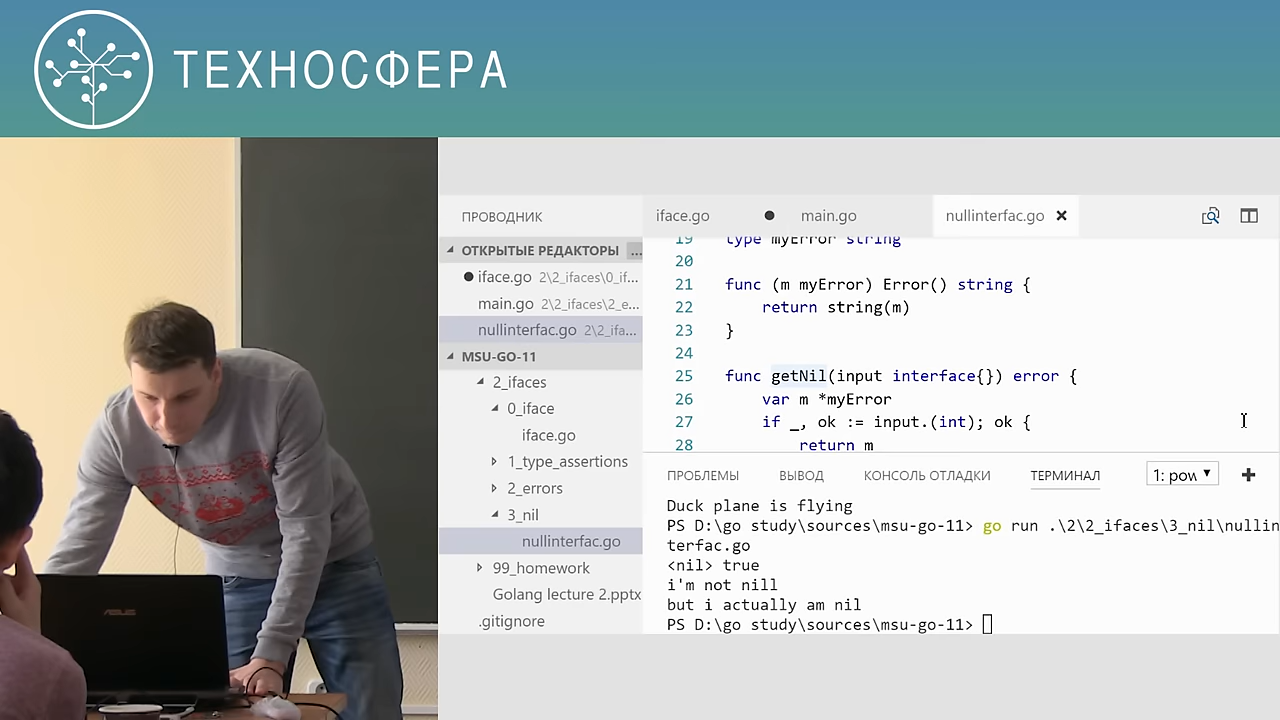 ТЕХНОСФЕРА
ПРОВОДНИК
ОТКРЫТЫЕ РЕДАКТОРЫ ...
iface.go 2\2_ifaces\0_if...
main.go 2\2_ifaces\2_e...
nullinterfac.go 2\2_ifa...
MSU-GO-11
2_ifaces
0_iface
iface.go
1_type_assertions
2_errors
3_nil
nullinterfac.go
99_homework
Golang lecture 2.pptx
.gitignore
iface.go
main.go
nullinterfac.go
19 type myError string
20
21 func (m myError) Error() string {
22 return string(m)
23 }
24
25 func getNil(input interface{}) error {
26 var m *myError
27 if _, ok := input.(int); ok {
28 return m
ПРОБЛЕМЫ ВЫВОД КОНСОЛЬ ОТЛАДКИ ТЕРМИНАЛ 1: pow
Duck plane is flying
PS D:\go study\sources\msu-go-11> go run .\2\2_ifaces\3_nil\nullin
terfac.go
<nil> true
i'm not nill
but i actually am nil
PS D:\go study\sources\msu-go-11>
ASUS